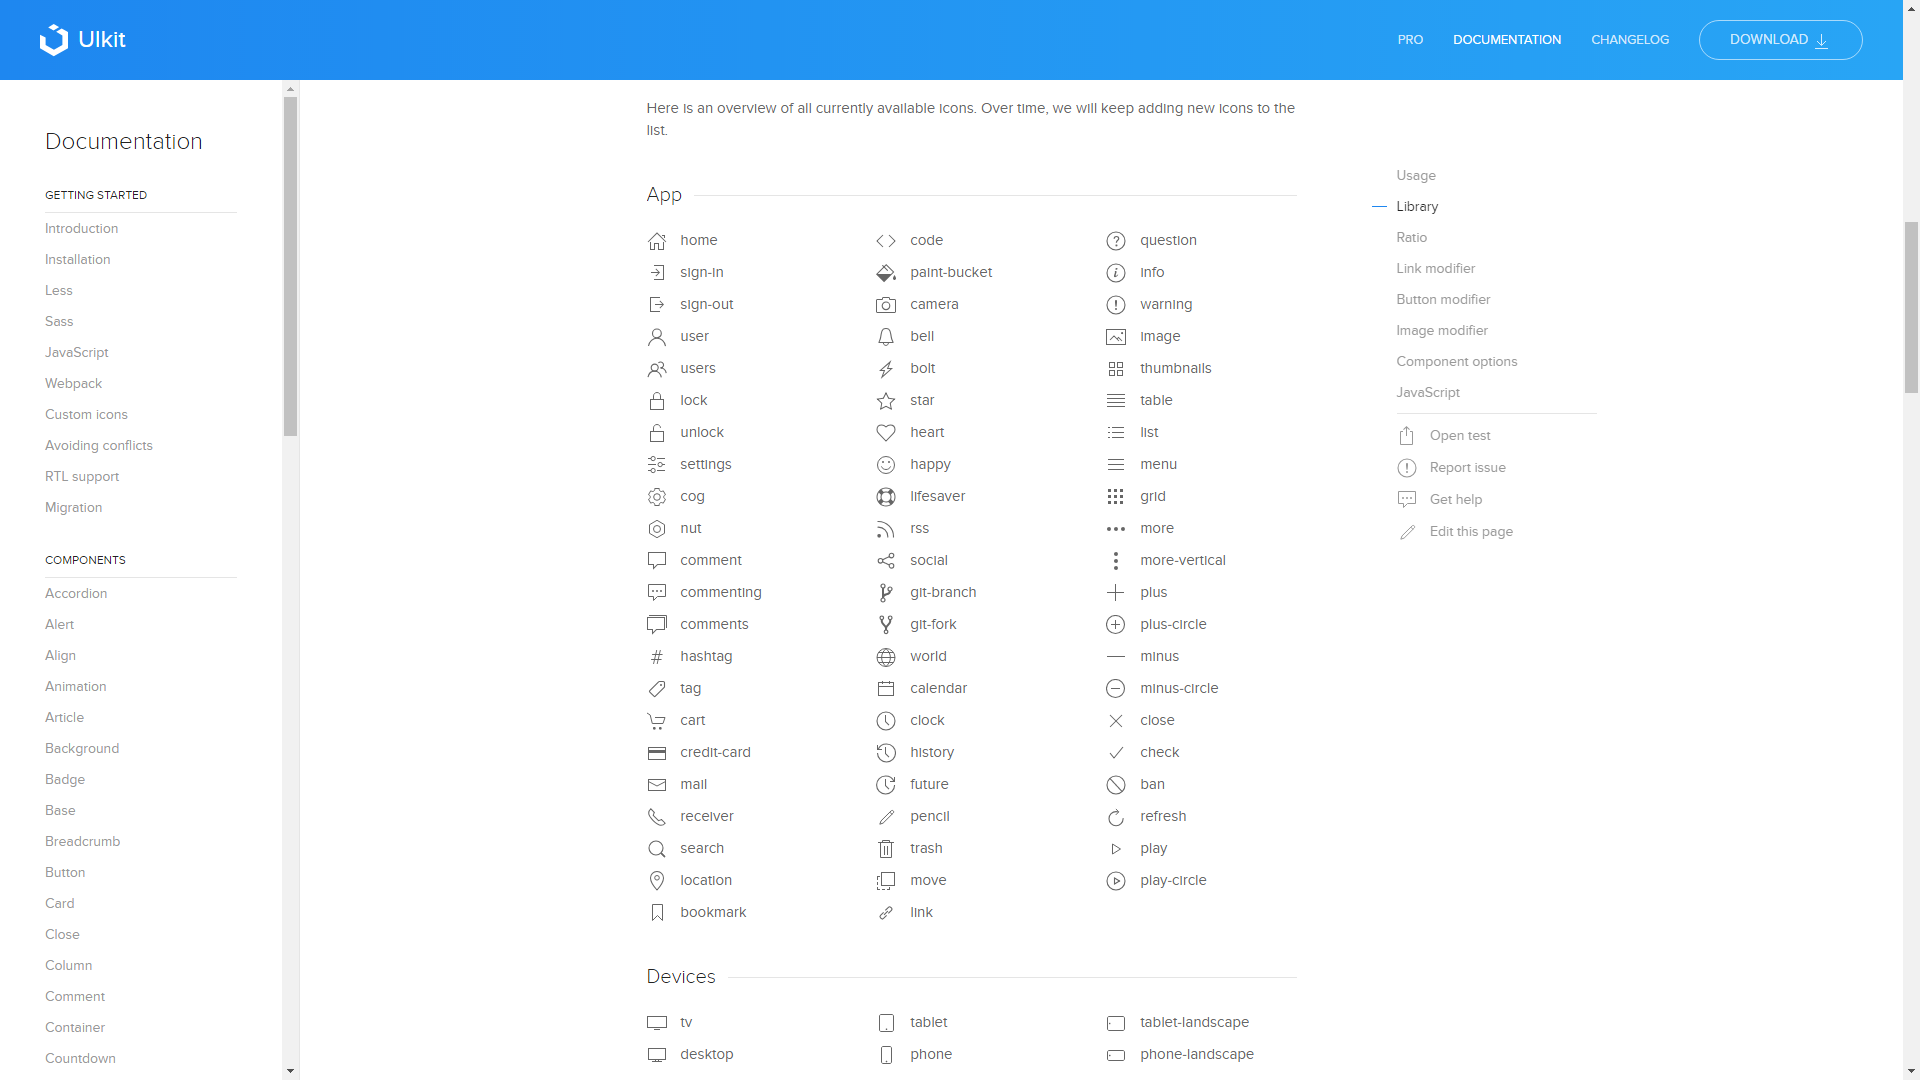 UIkit
PRO
DOCUMENTATION
CHANGELOG
DOWNLOAD
Documentation
GETTING STARTED
Introduction
Installation
Less
Sass
JavaScript
Webpack
Custom icons
Avoiding conflicts
RTL support
Migration
COMPONENTS
Accordion
Alert
Align
Animation
Article
Background
Badge
Base
Breadcrumb
Button
Card
Close
Column
Comment
Container
Countdown
Here is an overview of all currently available icons. Over time, we will keep adding new icons to the
list.
App
home
sign-in
sign-out
user
users
lock
unlock
settings
cog
nut
comment
commenting
comments
hashtag
tag
cart
credit-card
mail
receiver
search
location
bookmark
code
paint-bucket
camera
bell
bolt
star
heart
happy
lifesaver
rss
social
git-branch
git-fork
world
calendar
clock
history
future
pencil
trash
move
link
question
info
warning
image
thumbnails
table
list
menu
grid
more
more-vertical
plus
plus-circle
minus
minus-circle
close
check
ban
refresh
play
play-circle
Devices
tv
desktop
tablet
phone
tablet-landscape
phone-landscape
Usage
Library
Ratio
Link modifier
Button modifier
Image modifier
Component options
JavaScript
Open test
Report issue
Get help
Edit this page